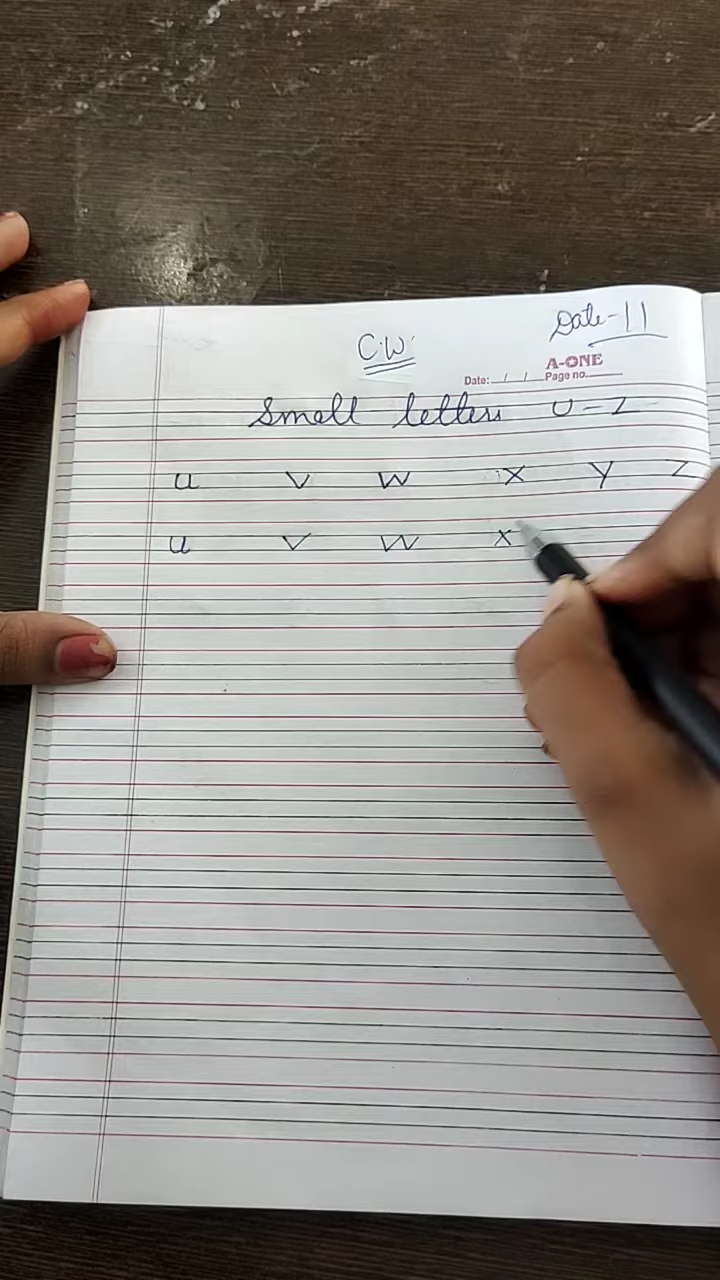 Date-11
C.W.
A-ONE
Date: / / Page no.
Small letters u-z
u v w x y z
u v w x